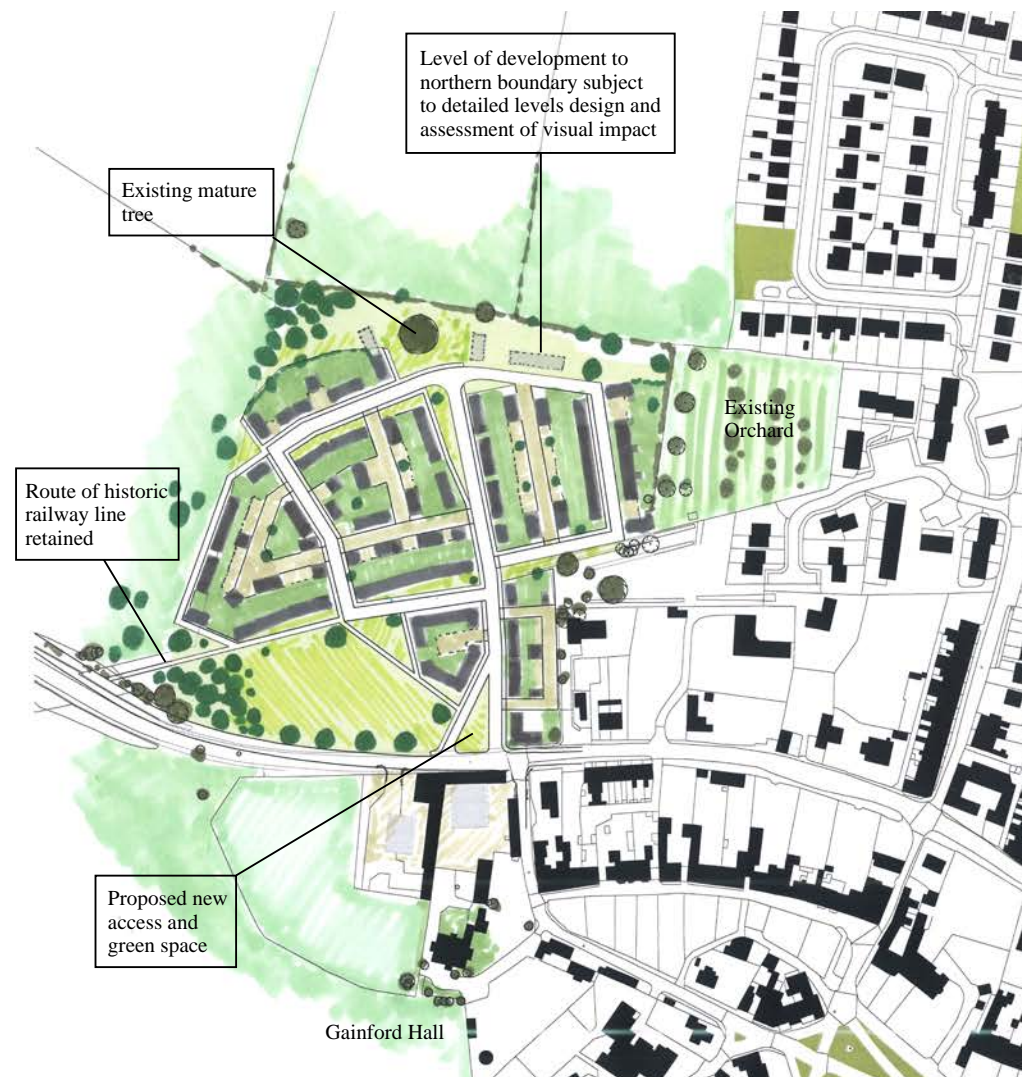 Level of development to
northern boundary subject
to detailed levels design and
assessment of visual impact
Existing mature
tree
Existing
Orchard
Route of historic
railway line
retained
Proposed new
access and
green space
Gainford Hall